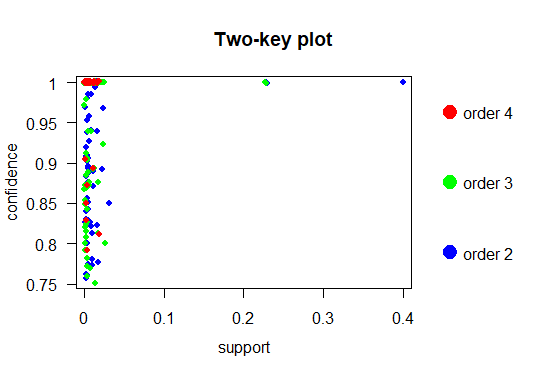 Two-key plot
1
0.95
0.9
0.85
0.8
0.75
confidence
0
0.1
0.2
0.3
0.4
support
order 4
order 3
order 2